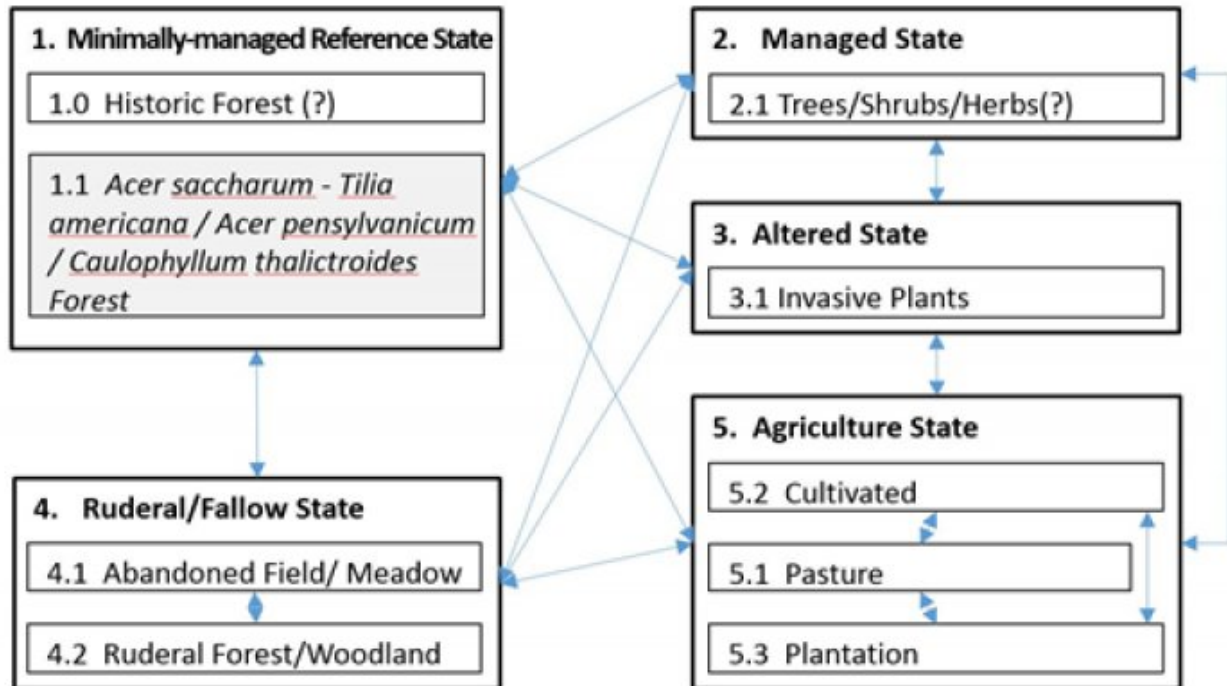 1. Minimally-managed Reference State
1.0 Historic Forest (?)
1.1 Acer saccharum - Tilia
americana / Acer pensylvanicum
/ Caulophyllum thalictroides
Forest
2. Managed State
2.1 Trees/Shrubs/Herbs(?)
3. Altered State
3.1 Invasive Plants
4. Ruderal/Fallow State
4.1 Abandoned Field/ Meadow
4.2 Ruderal Forest/Woodland
5. Agriculture State
5.2 Cultivated
5.1 Pasture
5.3 Plantation